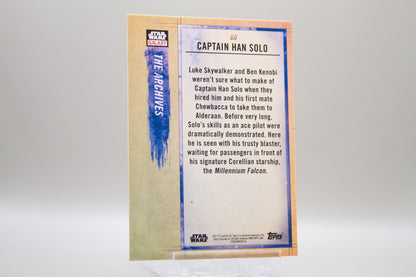 STAR WARS
GALAXY
THE ARCHIVES
60
CAPTAIN HAN SOLO
Luke Skywalker and Ben Kenobi
weren't sure what to make of
Captain Han Solo when they
hired him and his first mate
Chewbacca to take them to
Alderaan. Before very long,
Solo's skills as an ace pilot were
dramatically demonstrated. Here
he is seen with his trusty blaster,
waiting for passengers in front of
his signature Corellian starship,
the Millennium Falcon.
STAR WARS
Topps